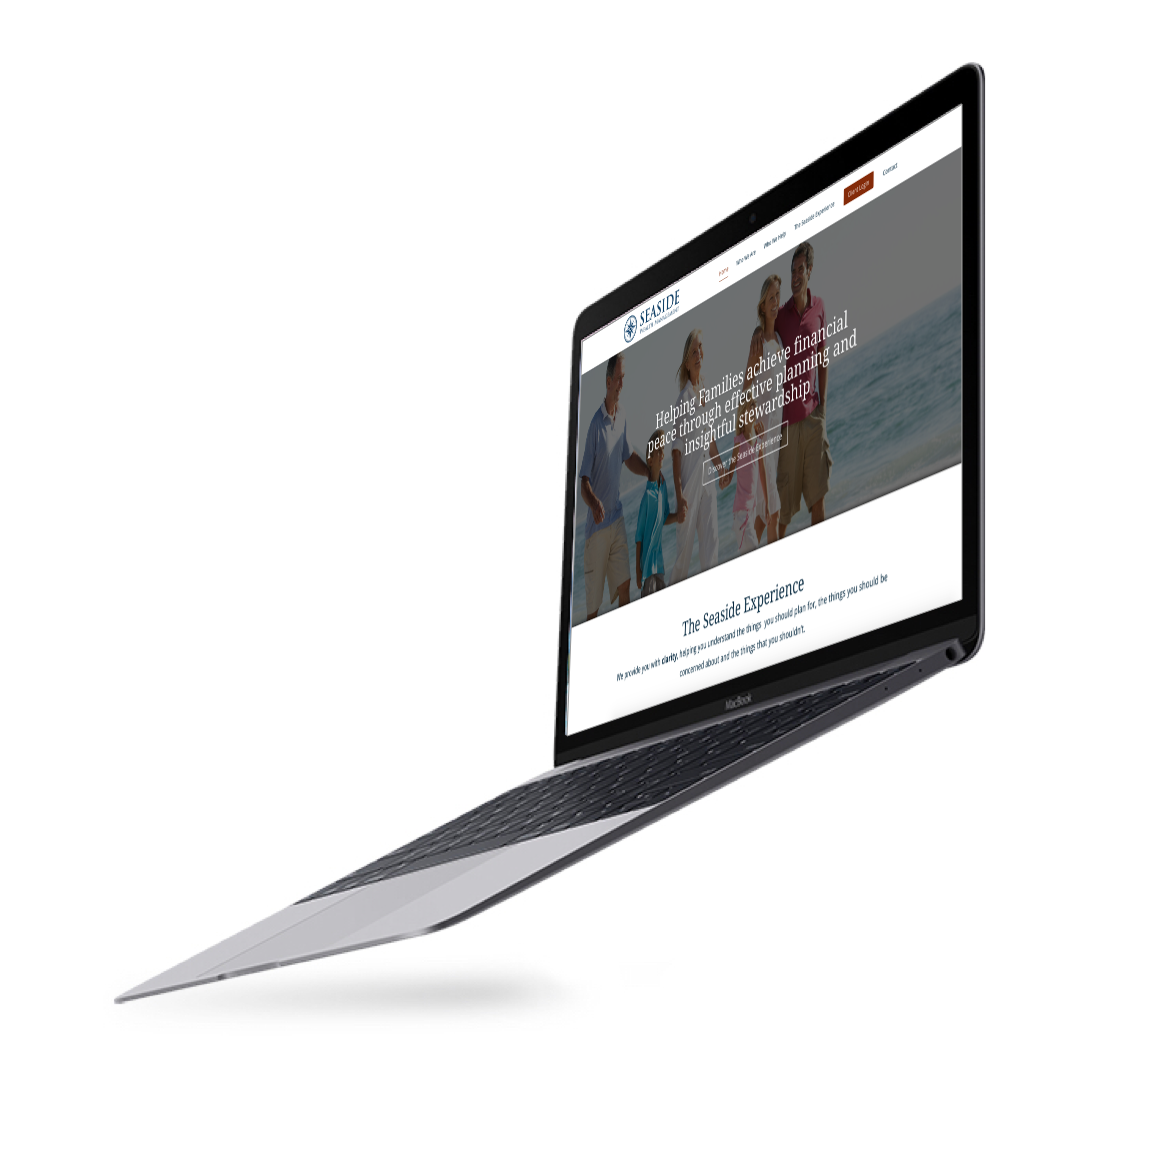 SEASIDE
WEALTH MANAGEMENT
Home
Who We Are
Who We Help
The Seaside Experience
Client Login
Contact
Helping Families achieve financial
peace through effective planning and
insightful stewardship
Discover the Seaside Experience
The Seaside Experience
We provide you with clarity, helping you understand the things you should plan for, the things you should be
concerned about and the things that you shouldn't.
MacBook